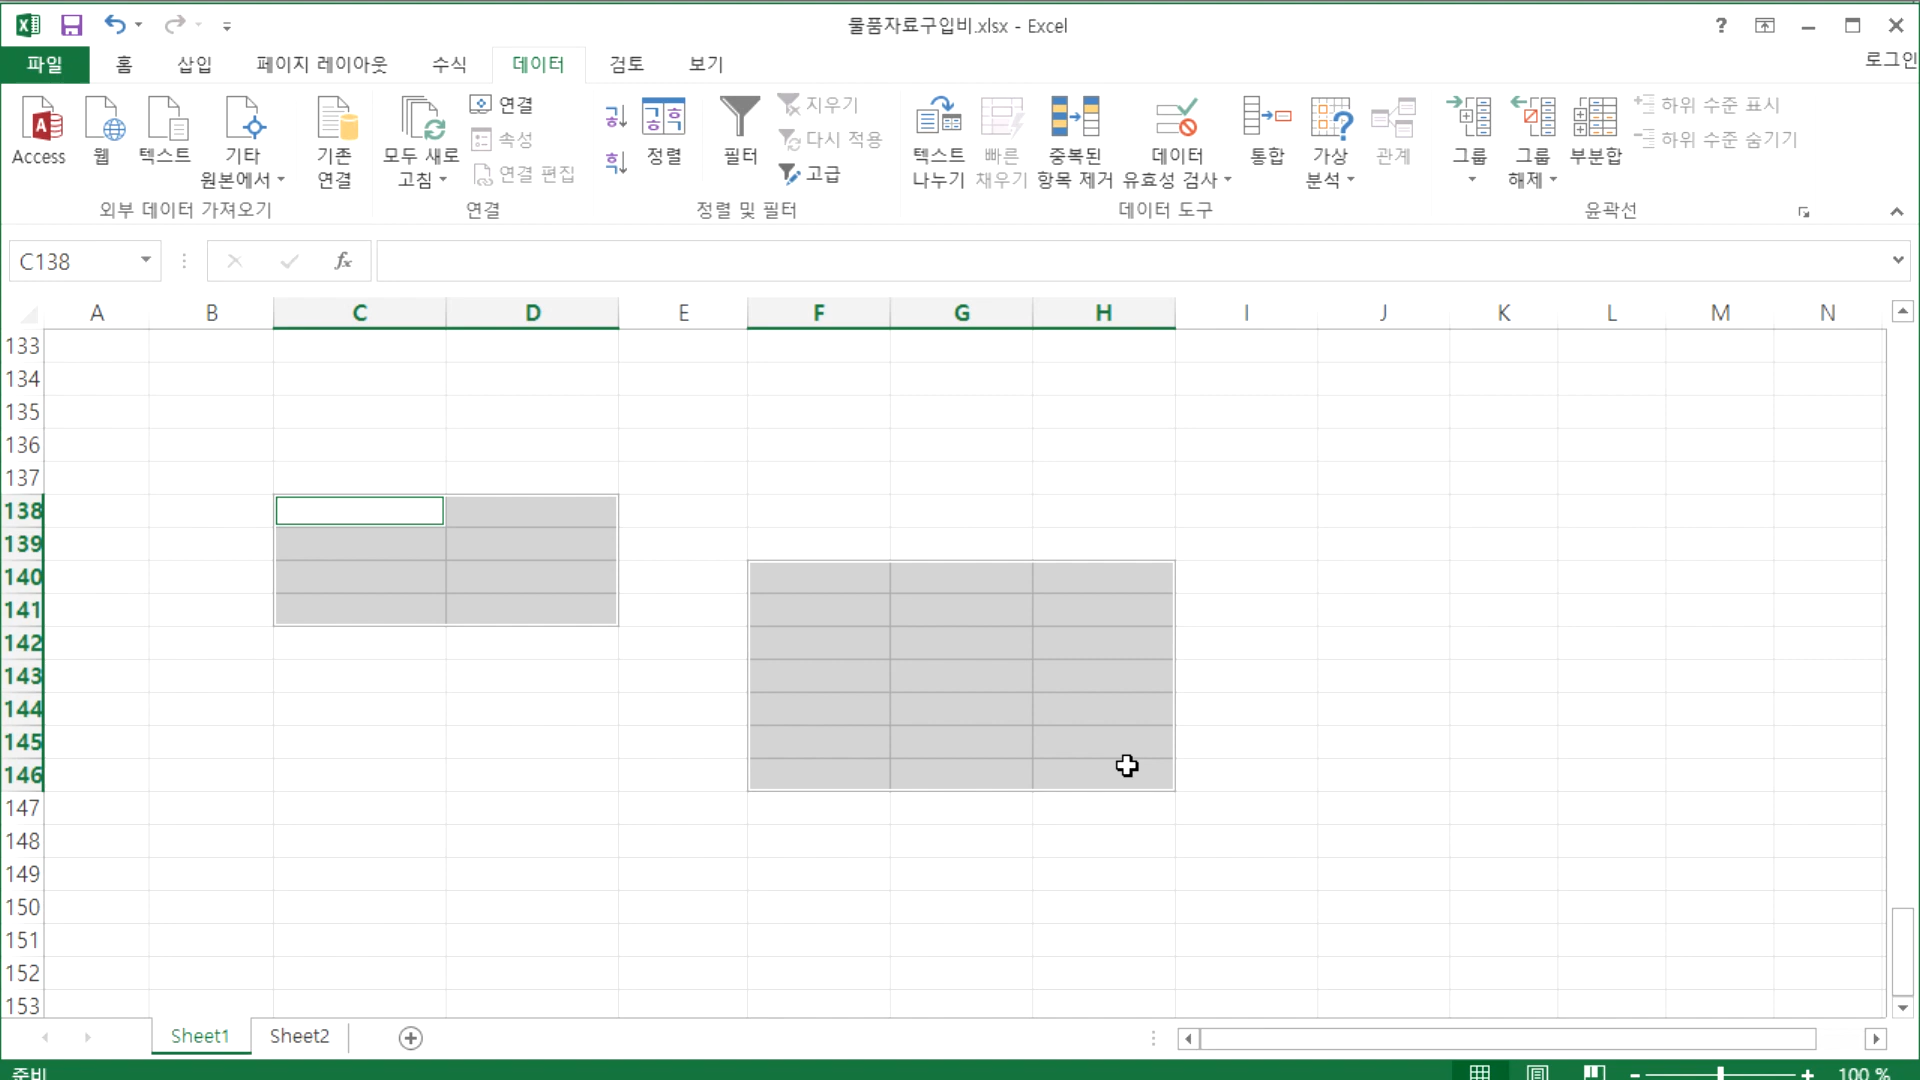 물품자료구입비.xlsx - Excel
?
파일 홈 삽입 페이지 레이아웃 수식 데이터 검토 보기 로그인
Access 웹 텍스트 기타 원본에서 기존 연결
외부 데이터 가져오기
모두 새로 고침 연결 속성 연결 편집
연결
정렬 필터 지우기 다시 적용 고급
정렬 및 필터
텍스트 나누기 빠른 채우기 중복된 항목 제거 데이터 유효성 검사 통합 가상 분석 관계
데이터 도구
그룹 그룹 해제 부분합 하위 수준 표시 하위 수준 숨기기
윤곽선
C138 fx
A B C D E F G H I J K L M N
133
134
135
136
137
138
139
140
141
142
143
144
145
146
147
148
149
150
151
152
153
Sheet1 Sheet2
준비 100 %